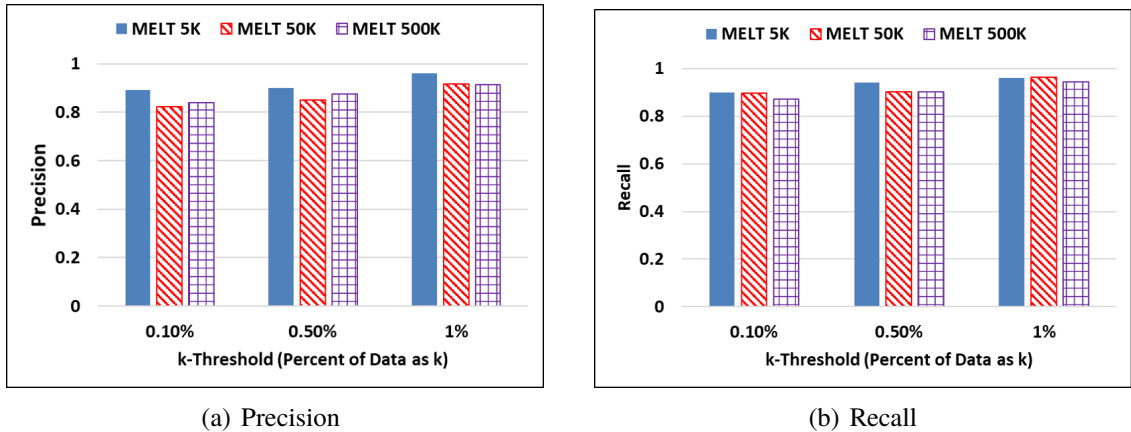 MELT 5K MELT 50K MELT 500K
1
0.8
0.6
0.4
0.2
0
Precision
0.10% 0.50% 1%
k-Threshold (Percent of Data as k)
(a) Precision
MELT 5K MELT 50K MELT 500K
1
0.8
0.6
0.4
0.2
0
Recall
0.10% 0.50% 1%
k-Threshold (Percent of Data as k)
(b) Recall